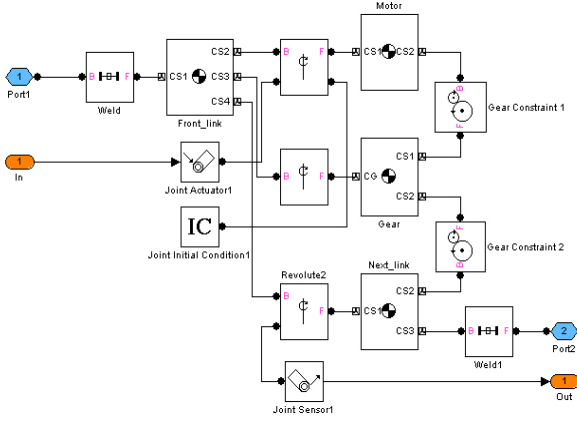 Motor
CS2 B F CS1 CS2
1 B F CS1 CS3 B
Port1 CS4 Gear Constraint 1
Weld
Front_link F
1 CS1
In B F CG
Joint Actuator1 CS2
IC F
Gear
Joint Initial Condition1 Gear Constraint 2
Revolute2 Next_link B
B CS2
F CS1
CS3 B F 2
Port2
Weld1
1
Joint Sensor1 Out